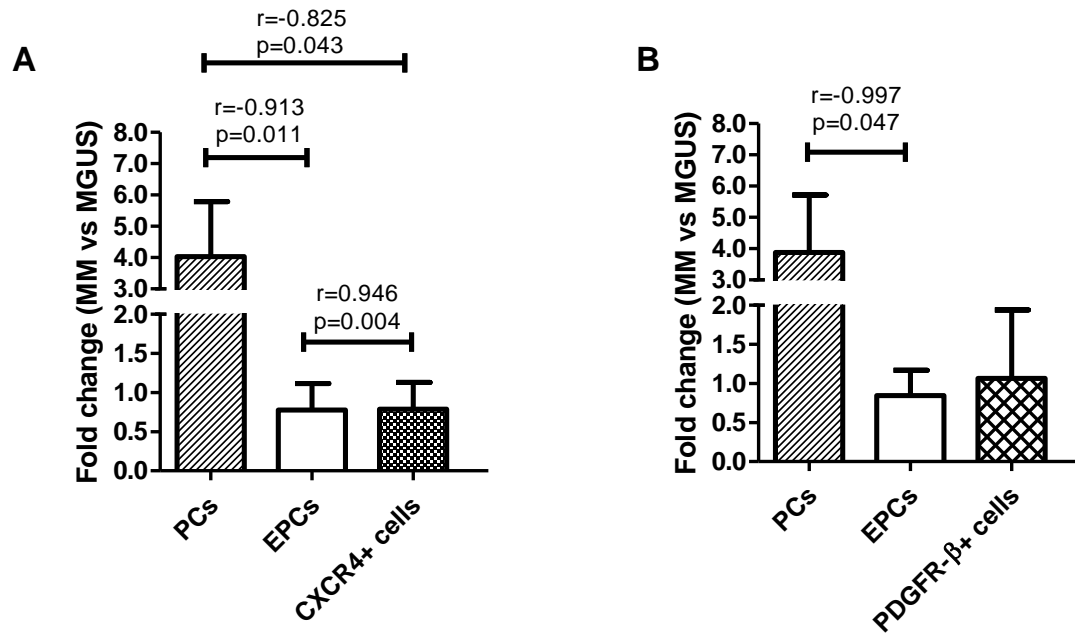 A
r=-0.825
p=0.043
r=-0.913
p=0.011
r=0.946
p=0.004
Fold change (MM vs MGUS)
8.0
7.0
6.0
5.0
4.0
3.0
2.0
1.5
1.0
0.5
0.0
PCs
EPCs
CXCR4+ cells
B
r=-0.997
p=0.047
Fold change (MM vs MGUS)
8.0
7.0
6.0
5.0
4.0
3.0
2.0
1.5
1.0
0.5
0.0
PCs
EPCs
PDGFR-β+ cells